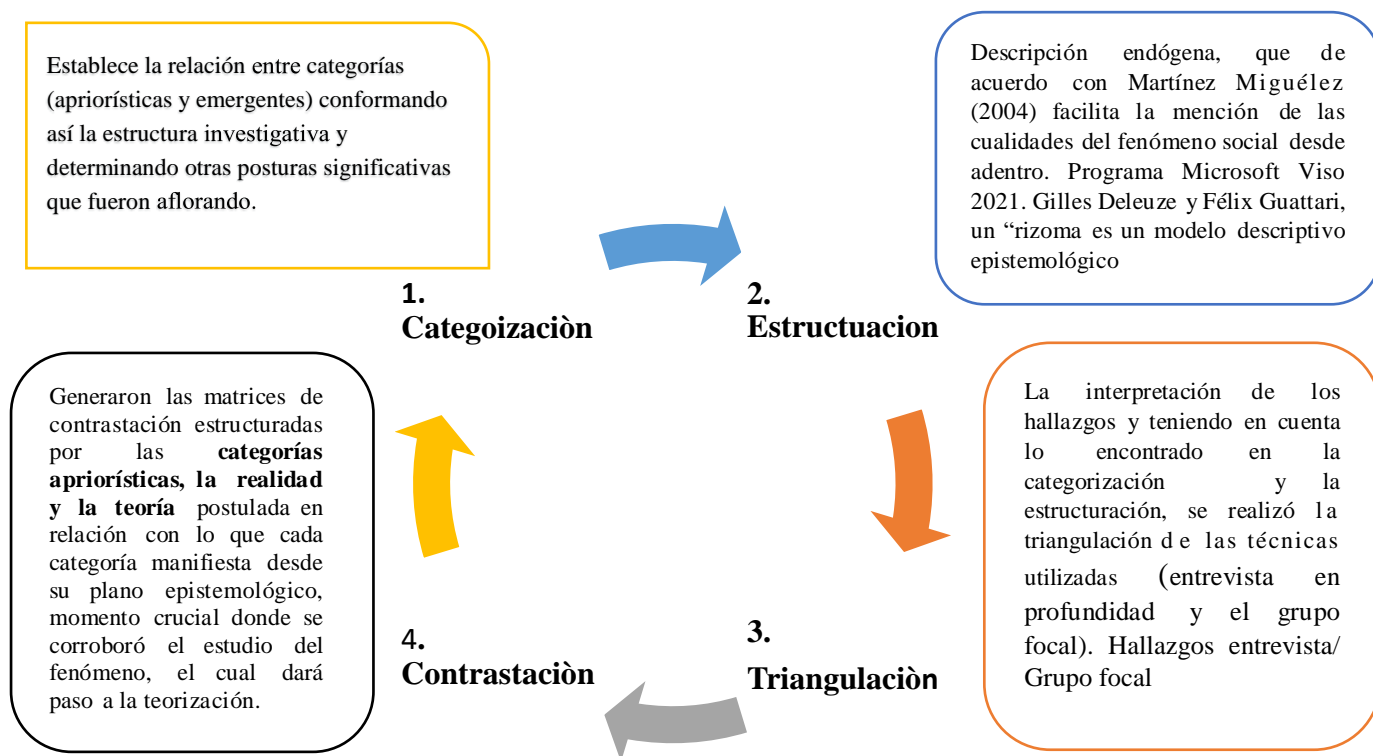 Establece la relación entre categorías
(apriorísticas y emergentes) conformando
así la estructura investigativa y
determinando otras posturas significativas
que fueron aflorando.
1.
Categoizaciòn
Descripción endógena, que de
acuerdo con Martínez Miguélez
(2004) facilita la mención de las
cualidades del fenómeno social desde
adentro. Programa Microsoft Viso
2021. Gilles Deleuze y Félix Guattari,
un “rizoma es un modelo descriptivo
epistemológico
2.
Estructuacion
La interpretación de los
hallazgos y teniendo en cuenta
lo encontrado en la
categorización y la
estructuración, se realizó la
triangulación de las técnicas
utilizadas (entrevista en
profundidad y el grupo
focal). Hallazgos entrevista/
Grupo focal
3.
Triangulaciòn
Generaron las matrices de
contrastación estructuradas
por las categorías
apriorísticas, la realidad
y la teoría postulada en
relación con lo que cada
categoría manifiesta desde
su plano epistemológico,
momento crucial donde se
corroboró el estudio del
fenómeno, el cual dará
paso a la teorización.
4.
Contrastaciòn